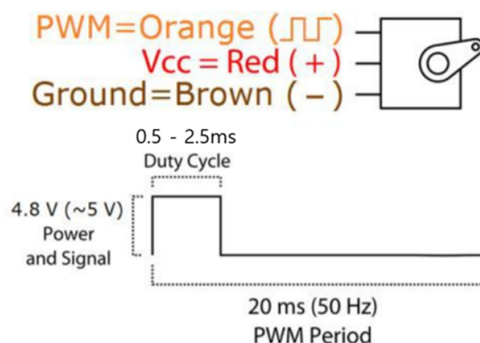 PWM=Orange (⎍⎍)
Vcc = Red ( + )
Ground=Brown ( – )
0.5 - 2.5ms
Duty Cycle
4.8 V (~5 V)
Power
and Signal
20 ms (50 Hz)
PWM Period